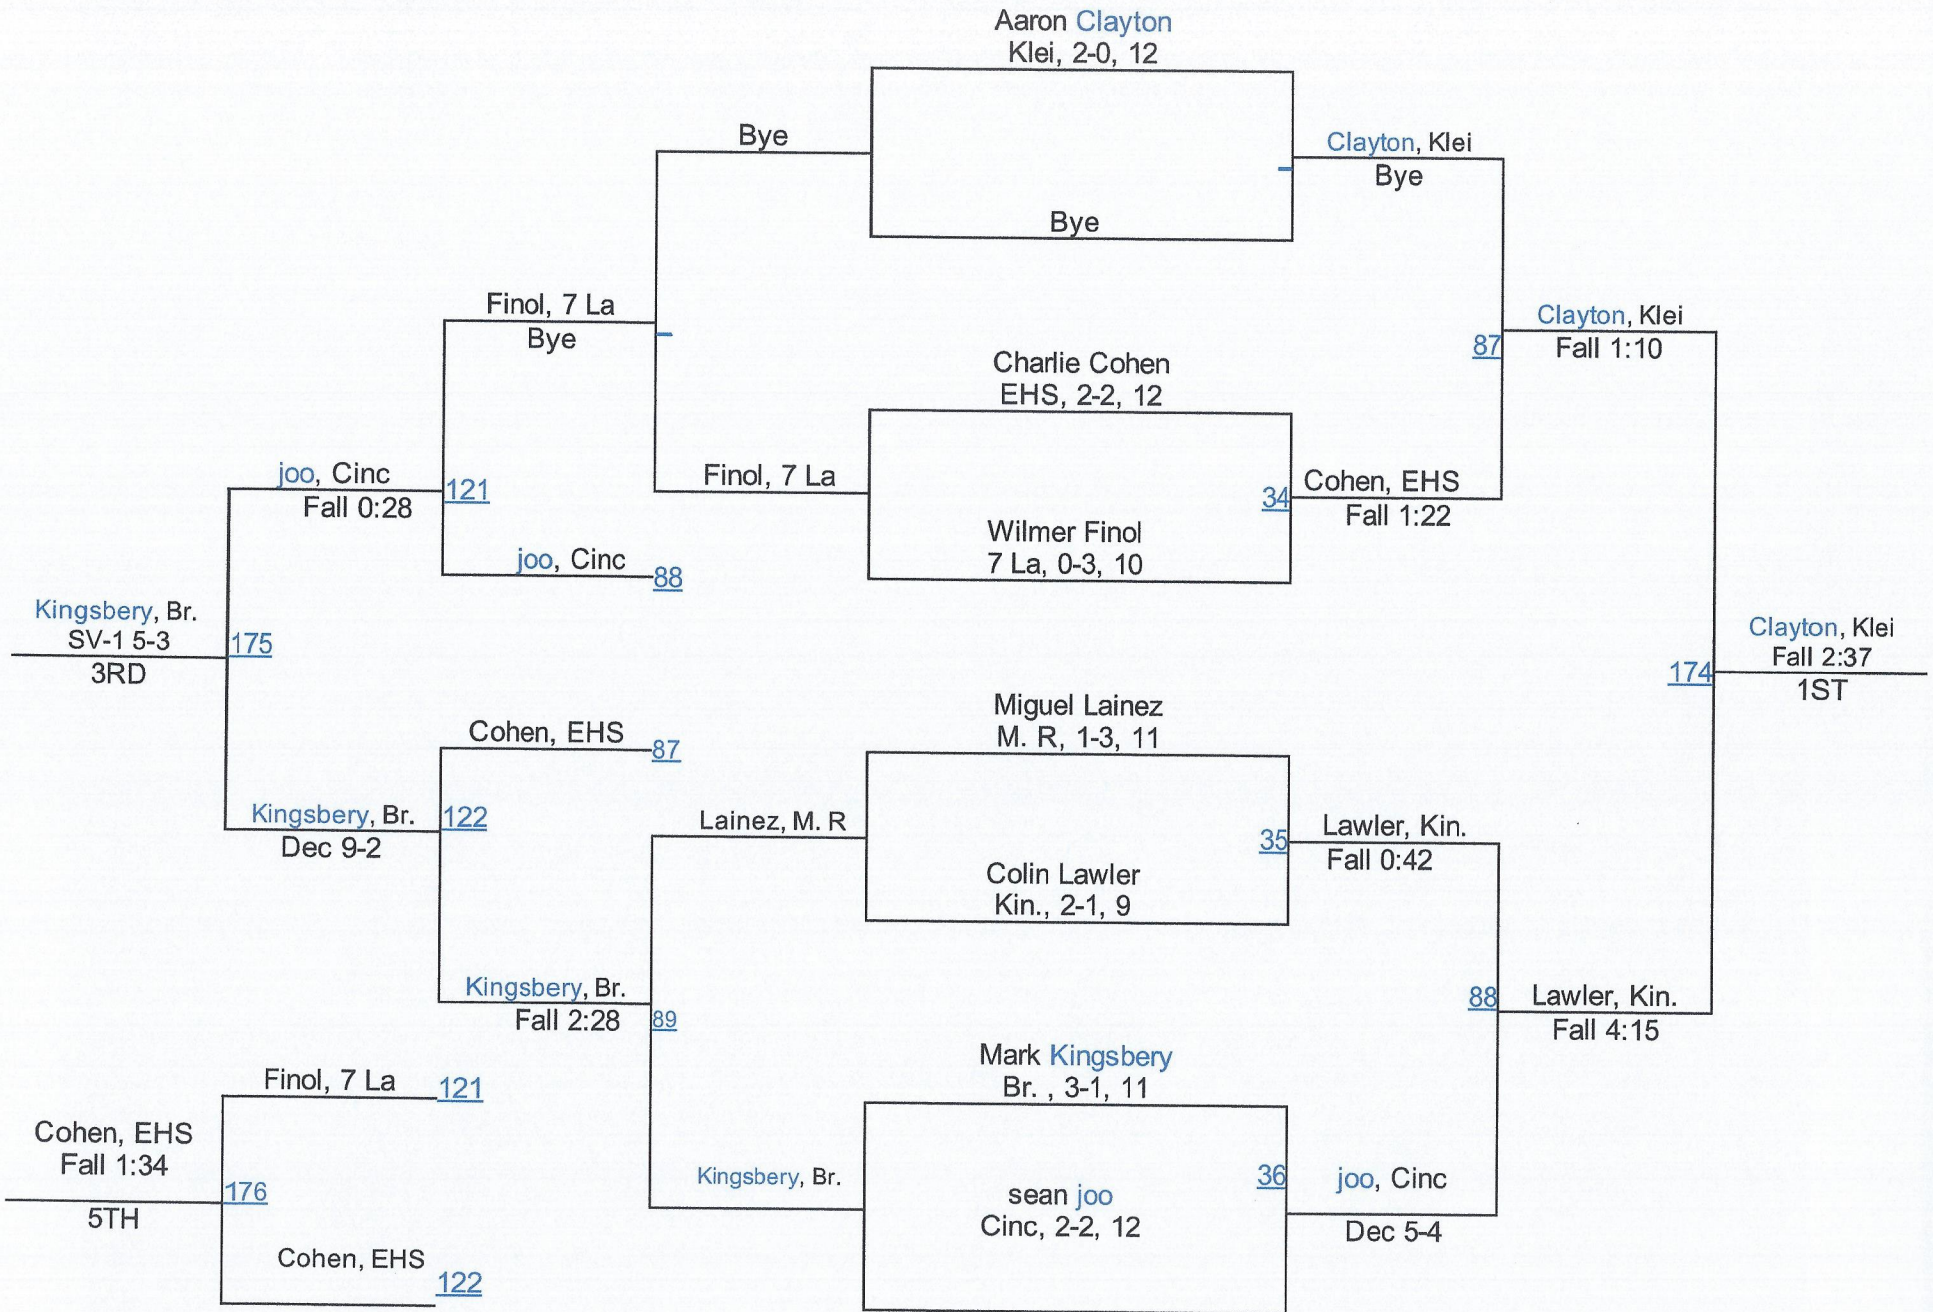 Aaron Clayton
Klei, 2-0, 12
Bye
Clayton, Klei
Bye
Bye
Finol, 7 La
Bye
Clayton, Klei
87
Fall 1:10
Charlie Cohen
EHS, 2-2, 12
joo, Cinc
121
Fall 0:28
Finol, 7 La
34
Cohen, EHS
Fall 1:22
Wilmer Finol
7 La, 0-3, 10
joo, Cinc
88
Kingsbery, Br.
SV-1 5-3
175
3RD
Clayton, Klei
Fall 2:37
174
1ST
Miguel Lainez
M. R, 1-3, 11
Cohen, EHS
87
Kingsbery, Br.
122
Dec 9-2
Lainez, M. R
35
Lawler, Kin.
Fall 0:42
Colin Lawler
Kin., 2-1, 9
Kingsbery, Br.
Fall 2:28
89
88
Lawler, Kin.
Fall 4:15
Mark Kingsbery
Br. , 3-1, 11
Finol, 7 La
121
Cohen, EHS
Fall 1:34
176
5TH
Kingsbery, Br.
36
joo, Cinc
Dec 5-4
sean joo
Cinc, 2-2, 12
Cohen, EHS
122